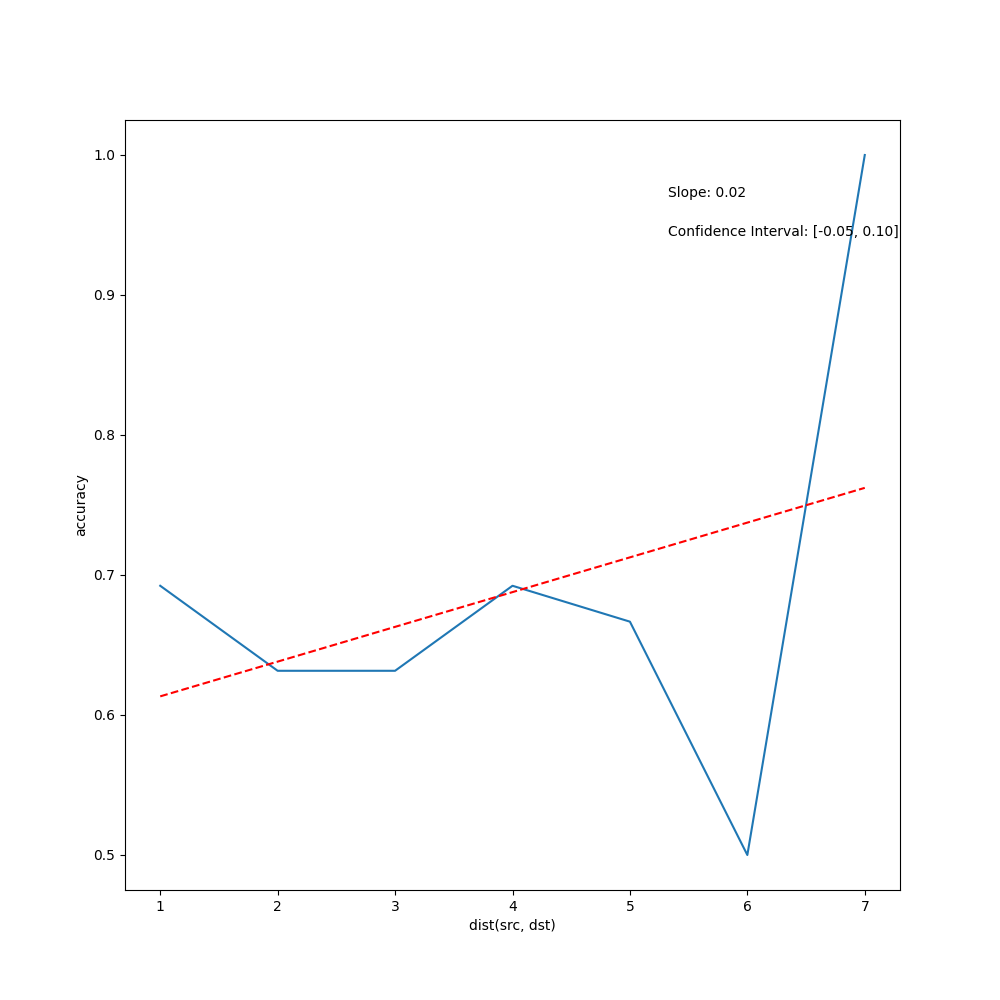 1.0
Slope: 0.02
Confidence Interval: [-0.05, 0.10]
0.9
0.8
accuracy
0.7
0.6
0.5
1 2 3 4 5 6 7
dist(src, dst)